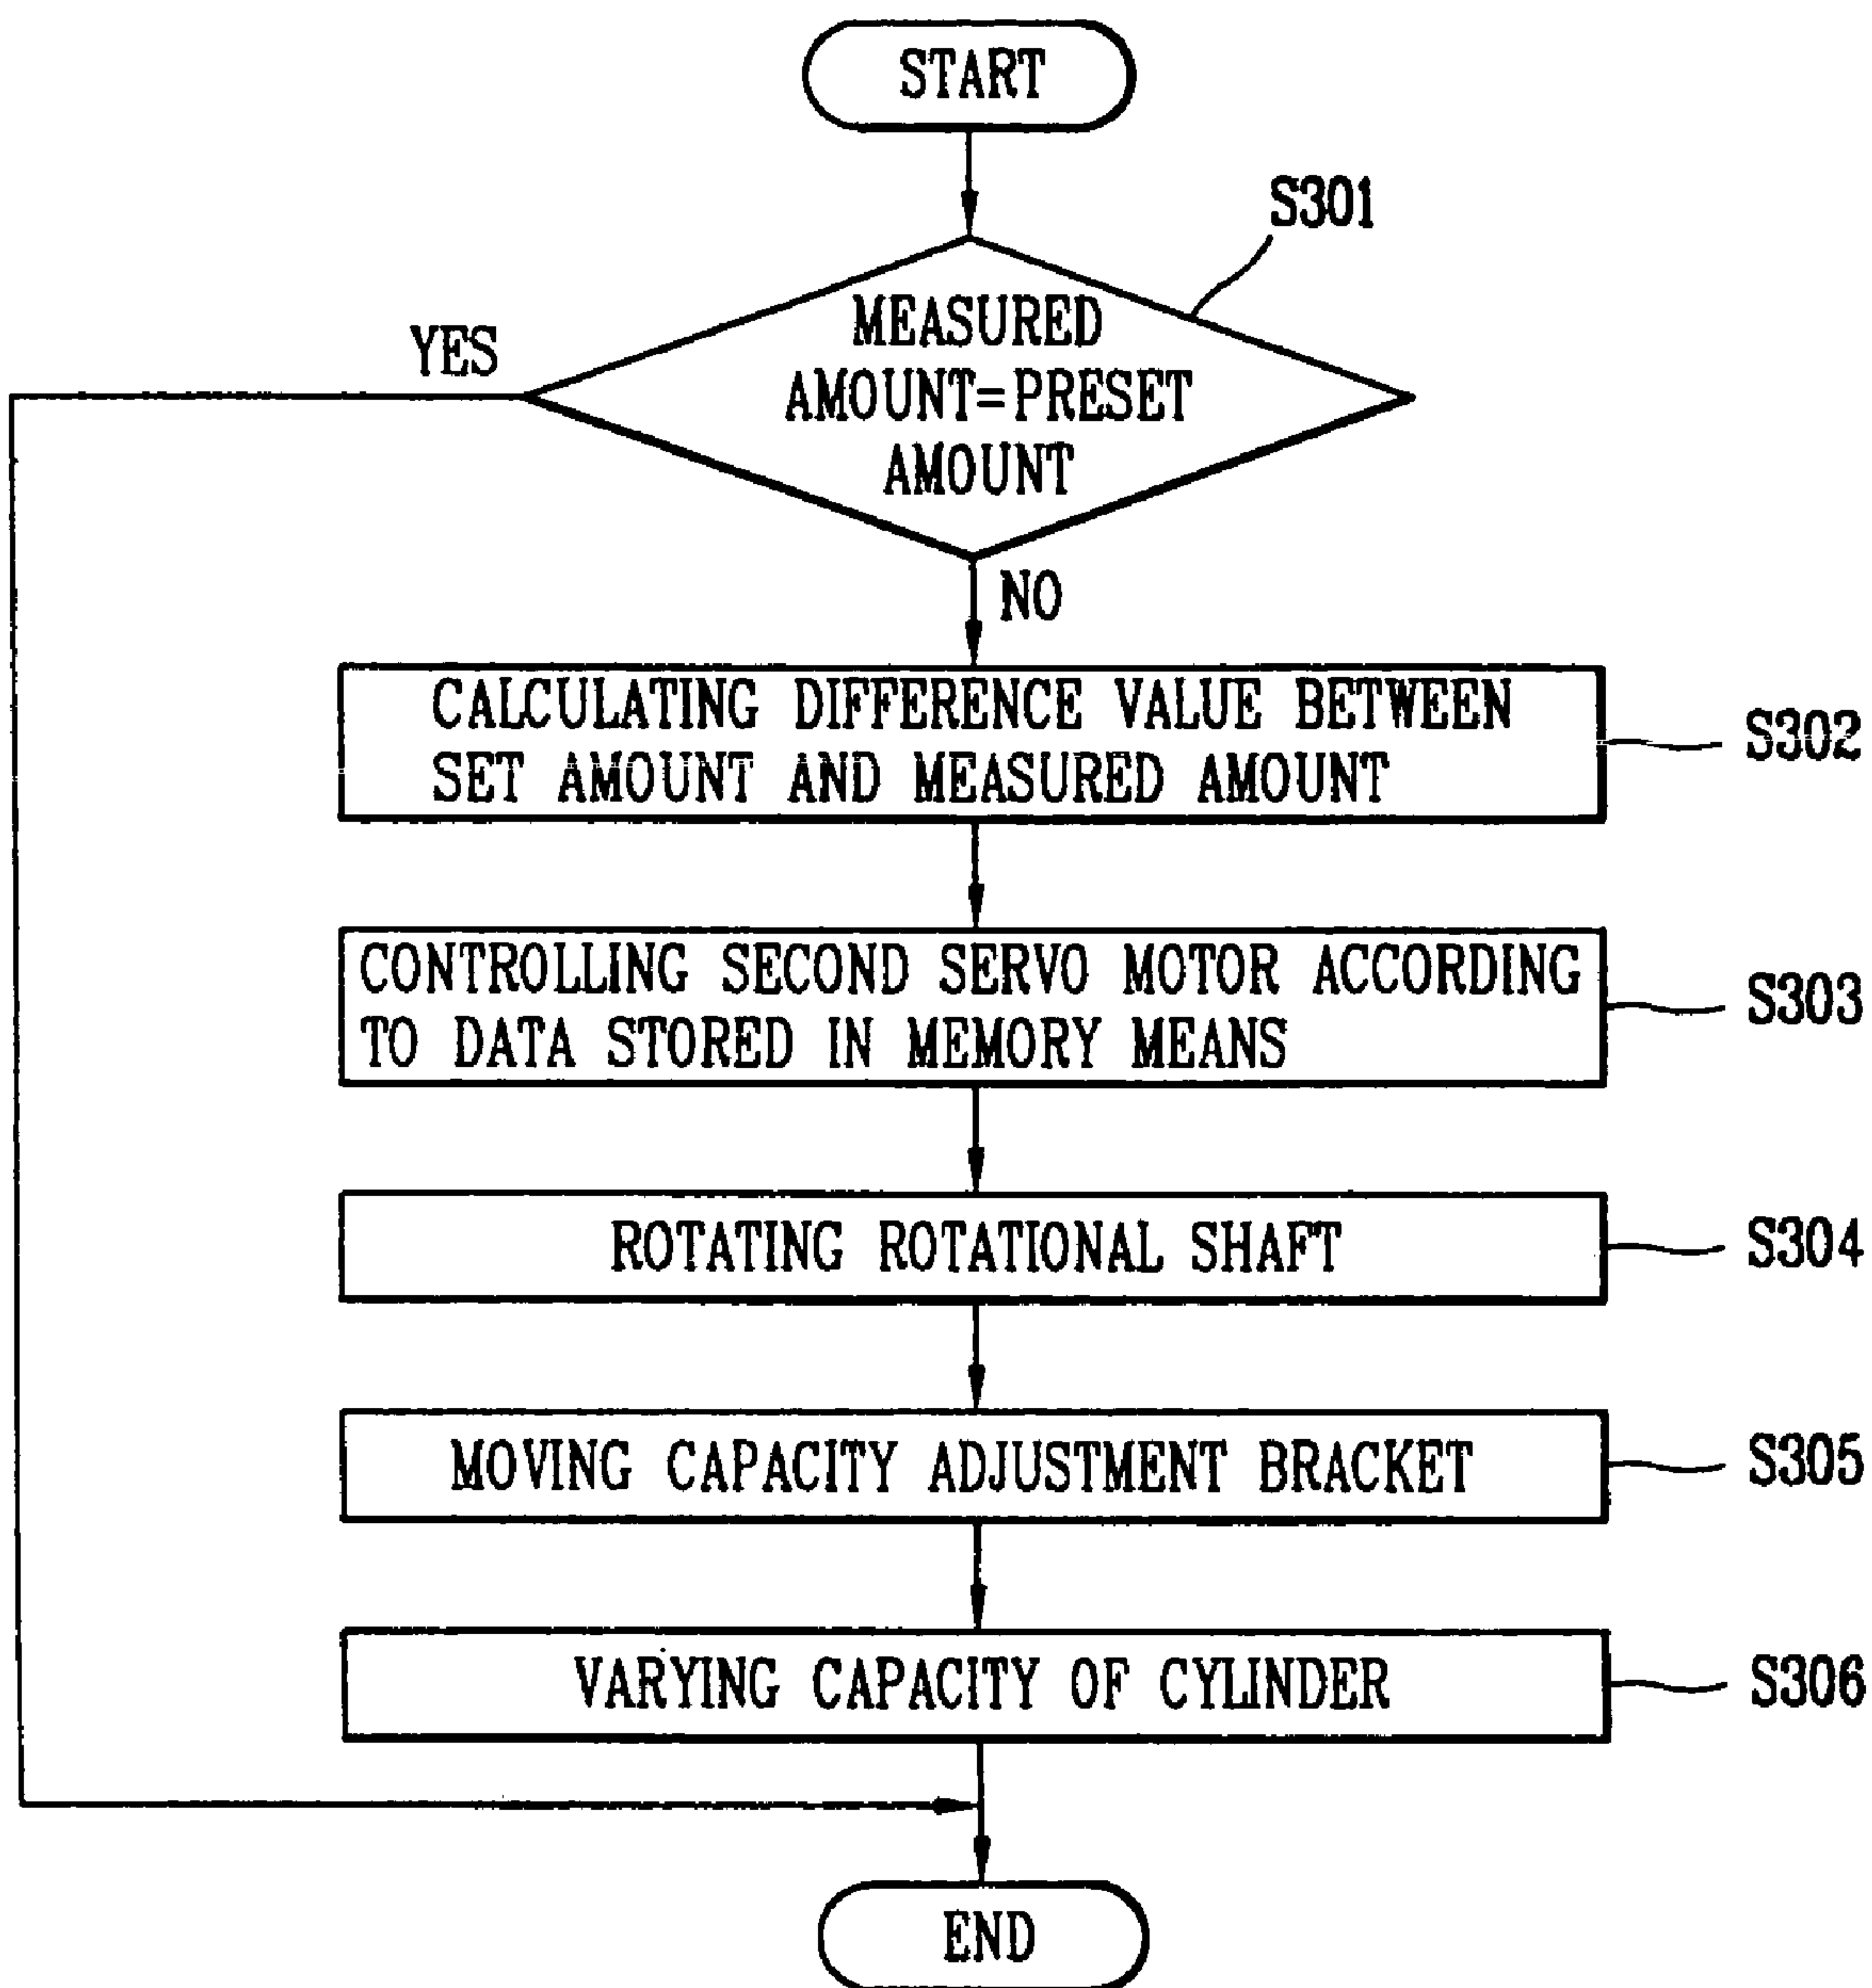 START
S301
MEASURED
AMOUNT=PRESET
AMOUNT
YES
NO
CALCULATING DIFFERENCE VALUE BETWEEN
SET AMOUNT AND MEASURED AMOUNT
S302
CONTROLLING SECOND SERVO MOTOR ACCORDING
TO DATA STORED IN MEMORY MEANS
S303
ROTATING ROTATIONAL SHAFT
S304
MOVING CAPACITY ADJUSTMENT BRACKET
S305
VARYING CAPACITY OF CYLINDER
S306
END